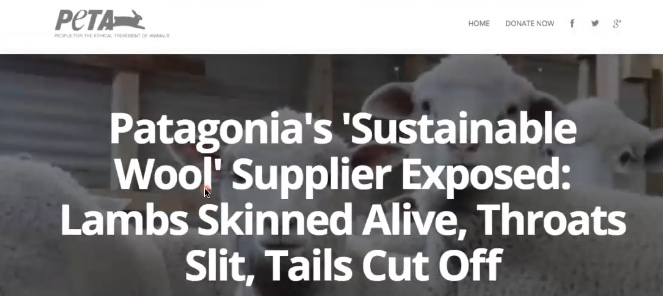 PETA
PEOPLE FOR THE ETHICAL TREATMENT OF ANIMALS
HOME DONATE NOW f g+
Patagonia's 'Sustainable
Wool' Supplier Exposed:
Lambs Skinned Alive, Throats
Slit, Tails Cut Off